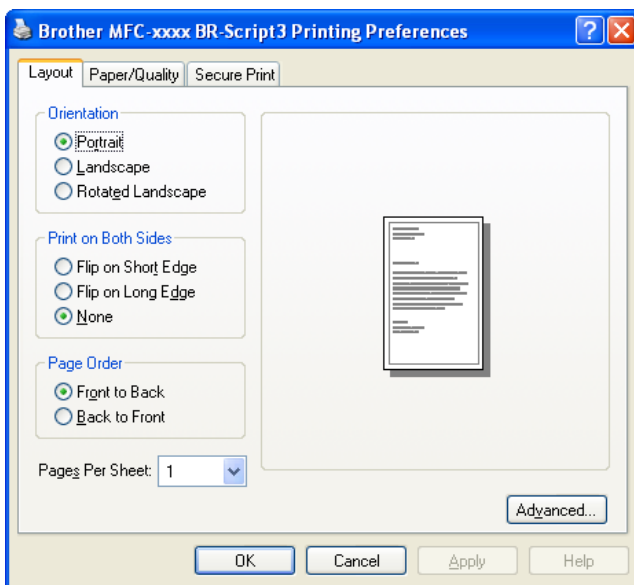 Brother MFC-xxxx BR-Script3 Printing Preferences
Layout Paper/Quality Secure Print
Orientation
Portrait
Landscape
Rotated Landscape
Print on Both Sides
Flip on Short Edge
Flip on Long Edge
None
Page Order
Front to Back
Back to Front
Pages Per Sheet: 1
Advanced...
OK Cancel Apply Help